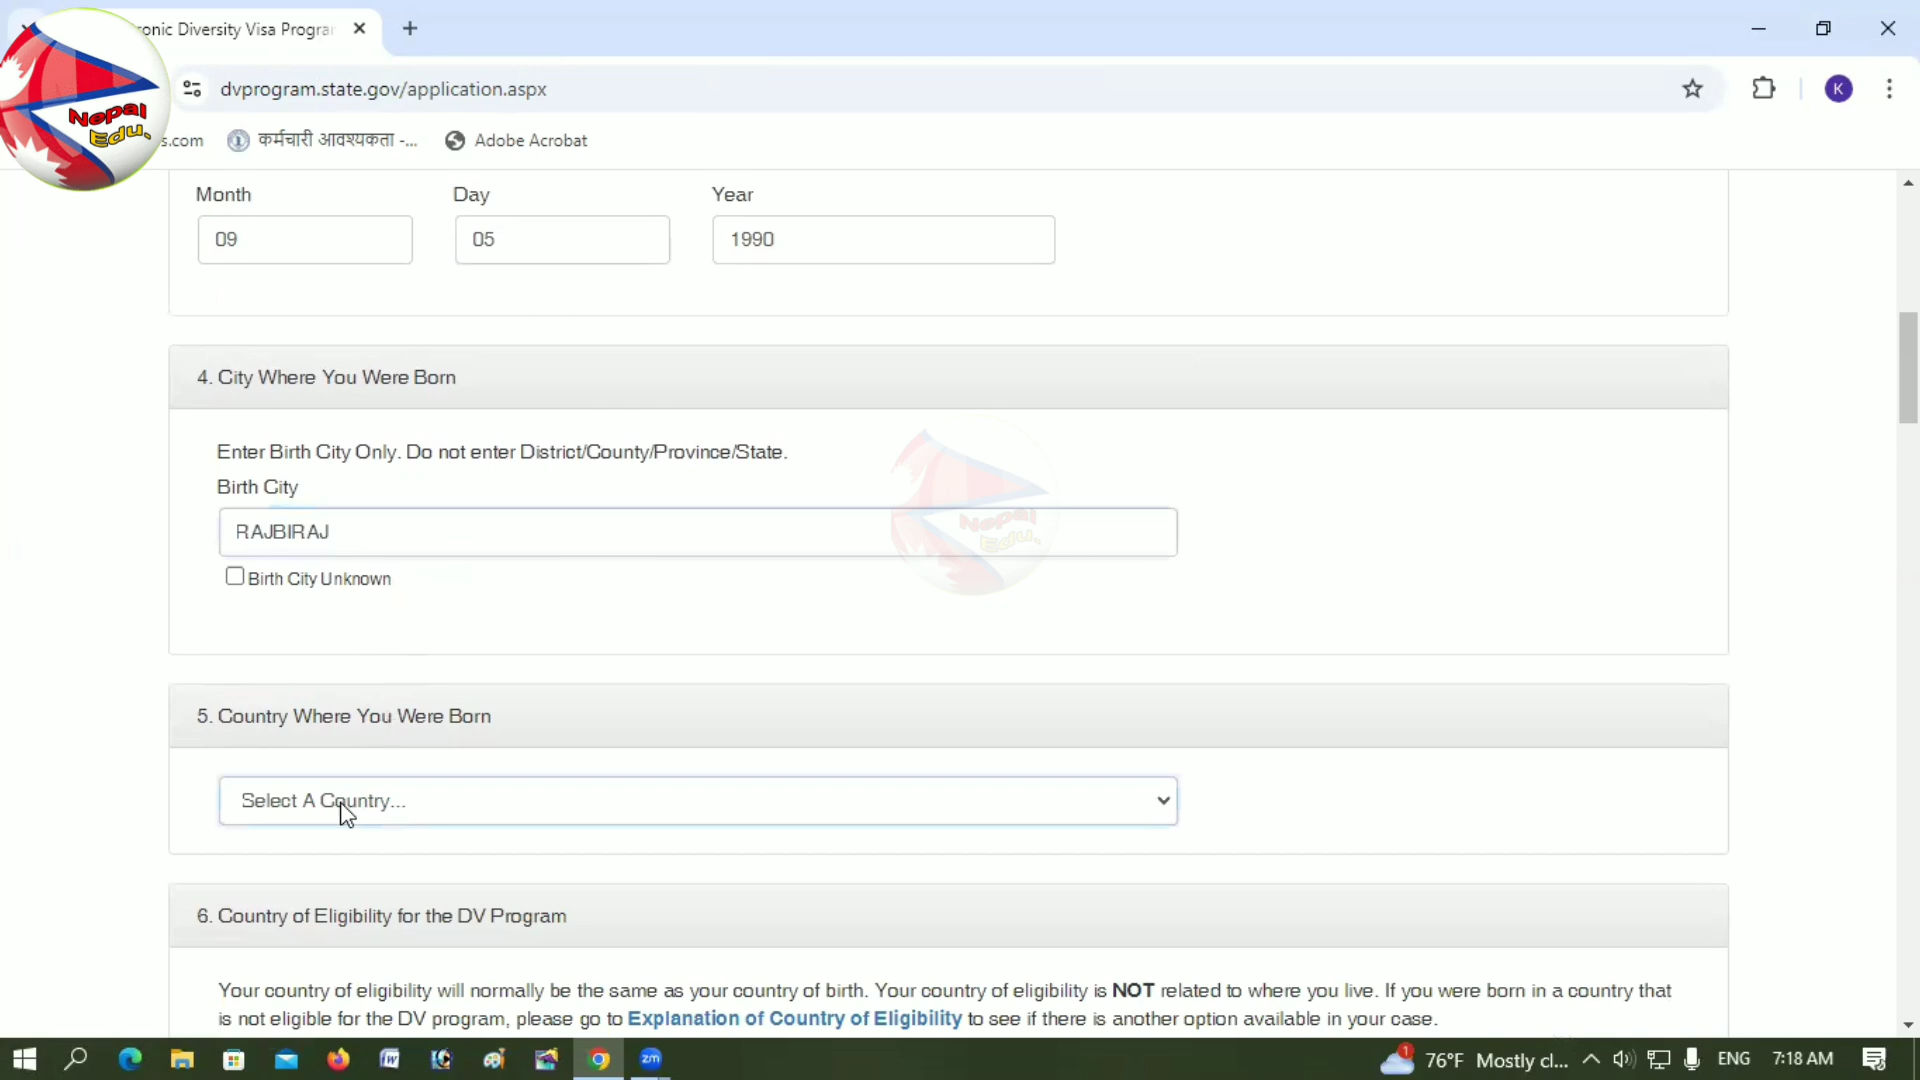 onic Diversity Visa Progra
dvprogram.state.gov/application.aspx
Nepal
Edu.
s.com
कर्मचारी आवश्यकता -...
Adobe Acrobat
Month
Day
Year
09
05
1990
4. City Where You Were Born
Enter Birth City Only. Do not enter District/County/Province/State.
Birth City
RAJBIRAJ
Birth City Unknown
Nepal
Edu.
5. Country Where You Were Born
Select A Country...
6. Country of Eligibility for the DV Program
Your country of eligibility will normally be the same as your country of birth. Your country of eligibility is NOT related to where you live. If you were born in a country that
is not eligible for the DV program, please go to Explanation of Country of Eligibility to see if there is another option available in your case.
K
zm
1
76°F Mostly cl...
ENG
7:18 AM